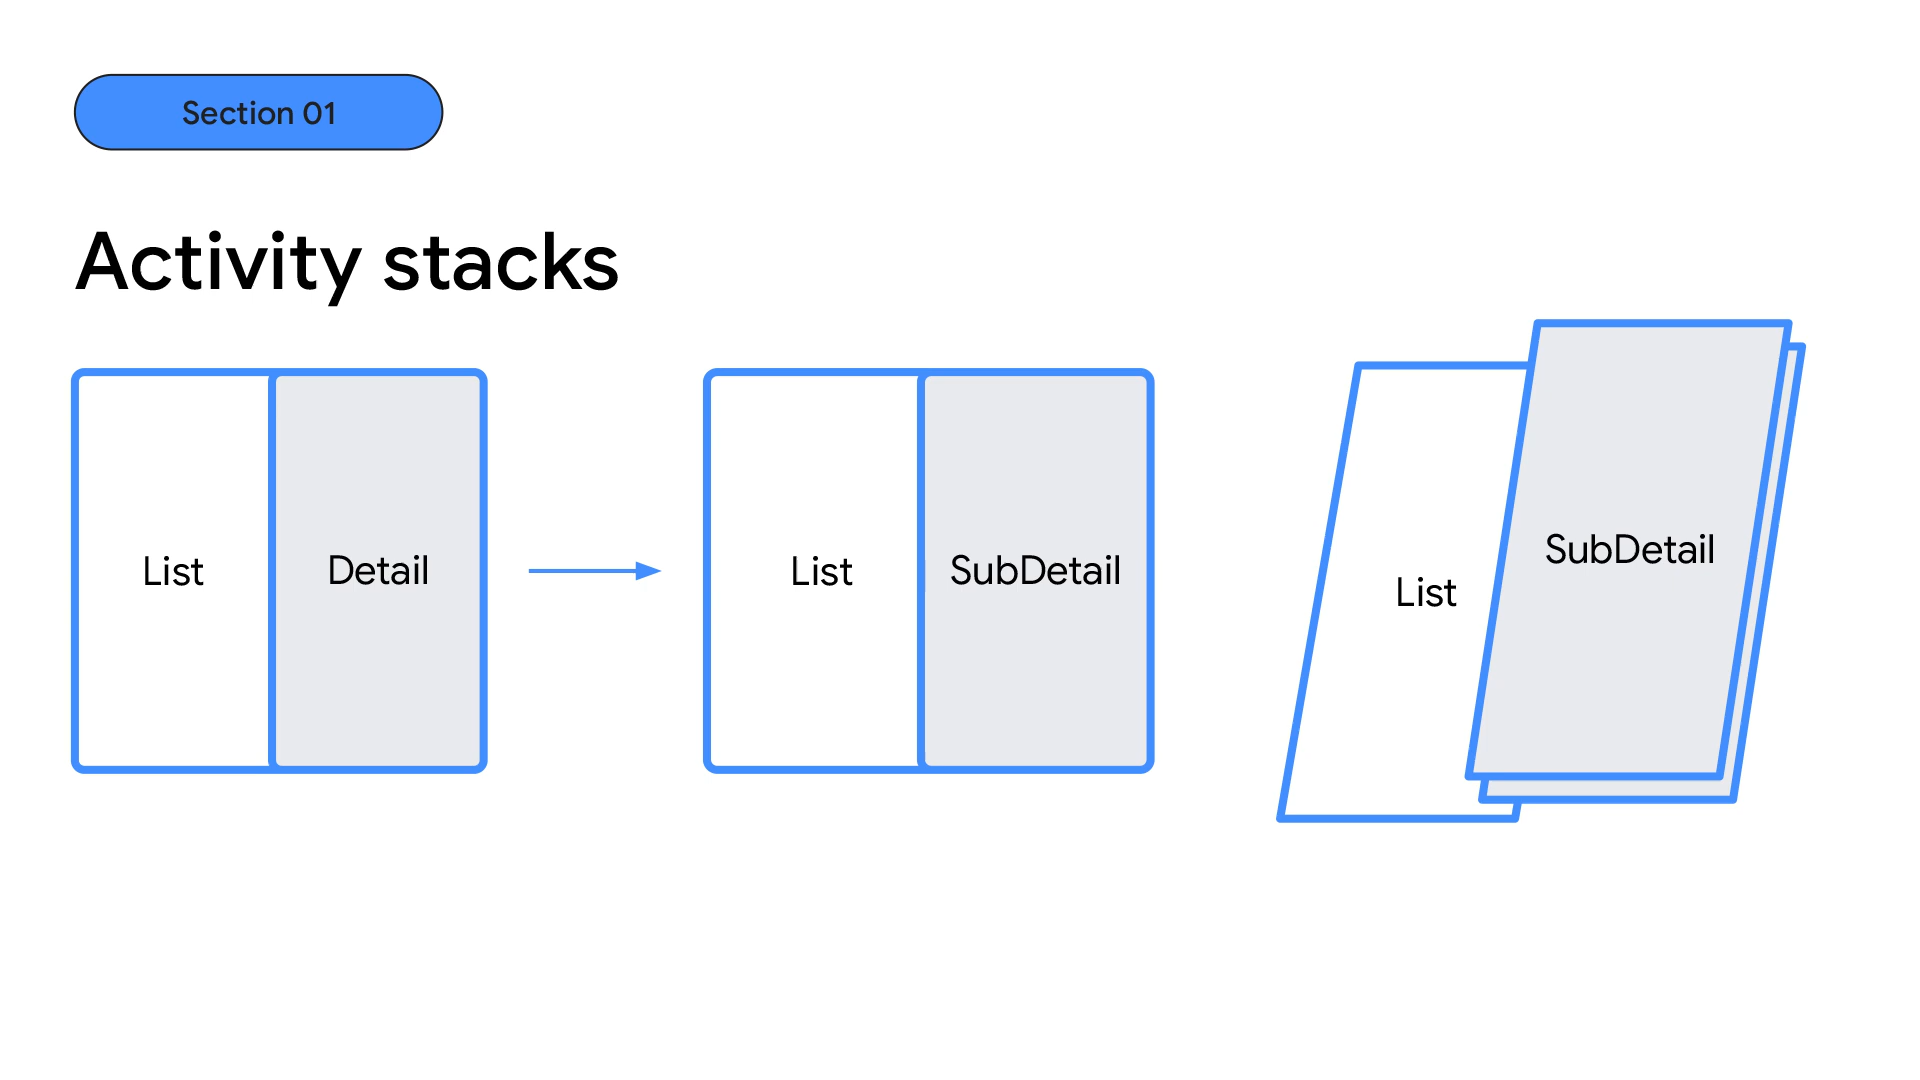 Section 01
Activity stacks
List
Detail
List
SubDetail
List
SubDetail